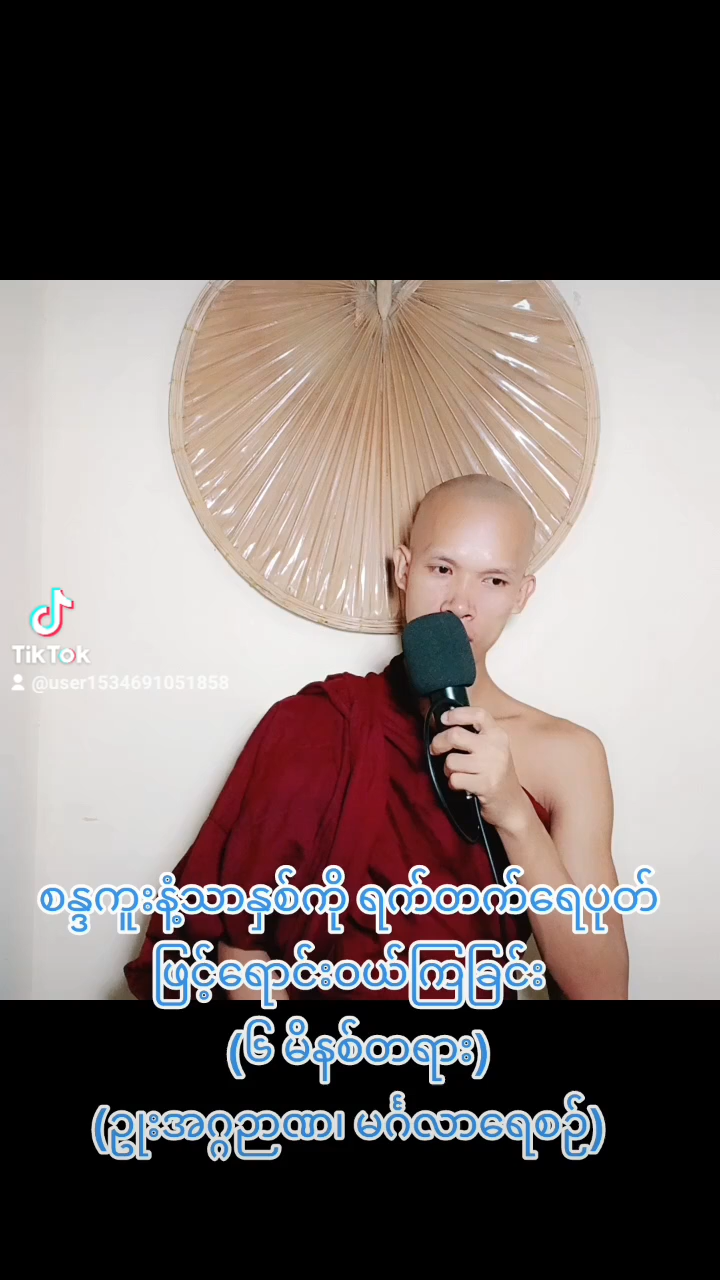 TikTok
@user1534691051858
စန္ဒကူးနံ့သာနှစ်ကို ရက်တက်ရေပုတ်
ဖြင့်ရောင်းဝယ်ကြခြင်း
(၆ မိနစ်တရား)
(ဥုးအဂ္ဂဉာဏ၊ မင်္ဂလာရေစဉ်)